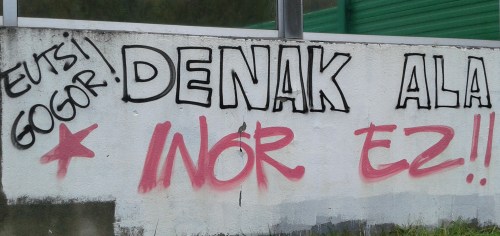 EUTSI
GOGOR!
DENAK ALA
INOR EZ!!